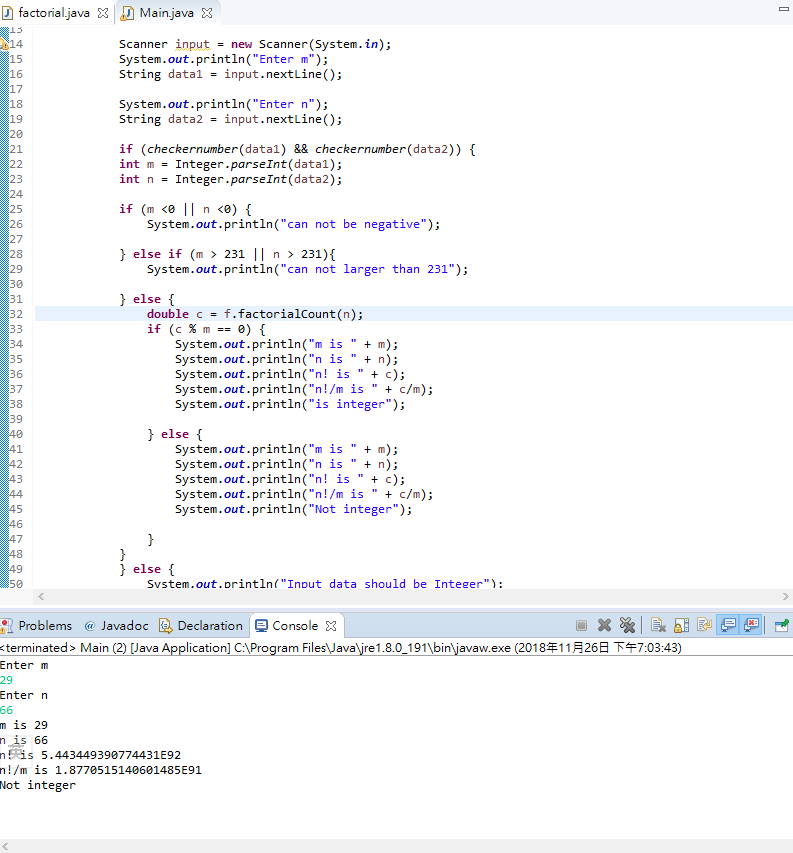 factorial.java Main.java
13
14 Scanner input = new Scanner(System.in);
15 System.out.println("Enter m");
16 String data1 = input.nextLine();
17
18 System.out.println("Enter n");
19 String data2 = input.nextLine();
20
21 if (checkernumber(data1) && checkernumber(data2)) {
22 int m = Integer.parseInt(data1);
23 int n = Integer.parseInt(data2);
24
25 if (m <0 || n <0) {
26 System.out.println("can not be negative");
27
28 } else if (m > 231 || n > 231){
29 System.out.println("can not larger than 231");
30
31 } else {
32 double c = f.factorialCount(n);
33 if (c % m == 0) {
34 System.out.println("m is " + m);
35 System.out.println("n is " + n);
36 System.out.println("n! is " + c);
37 System.out.println("n!/m is " + c/m);
38 System.out.println("is integer");
39
40 } else {
41 System.out.println("m is " + m);
42 System.out.println("n is " + n);
43 System.out.println("n! is " + c);
44 System.out.println("n!/m is " + c/m);
45 System.out.println("Not integer");
46
47 }
48 }
49 } else {
50 System.out.println("Input data should be Integer");
Problems @ Javadoc Declaration Console
<terminated> Main (2) [Java Application] C:\Program Files\Java\jre1.8.0_191\bin\javaw.exe (2018年11月26日 下午7:03:43)
Enter m
29
Enter n
66
m is 29
n is 66
英
n! is 5.443449390774431E92
n!/m is 1.8770515140601485E91
Not integer